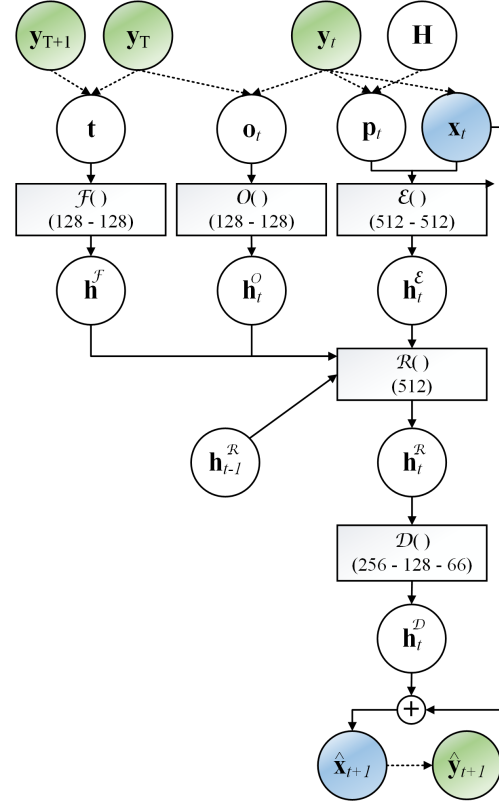 y_{T+1} y_T y_t H
t o_t p_t x_t
ℱ( ) O( ) ℰ( )
(128 - 128) (128 - 128) (512 - 512)
h^ℱ h_t^O h_t^ℰ
ℛ( )
(512)
h_{t-1}^ℛ h_t^ℛ
𝒟( )
(256 - 128 - 66)
h_t^𝒟
+
x̂_{t+1} ŷ_{t+1}